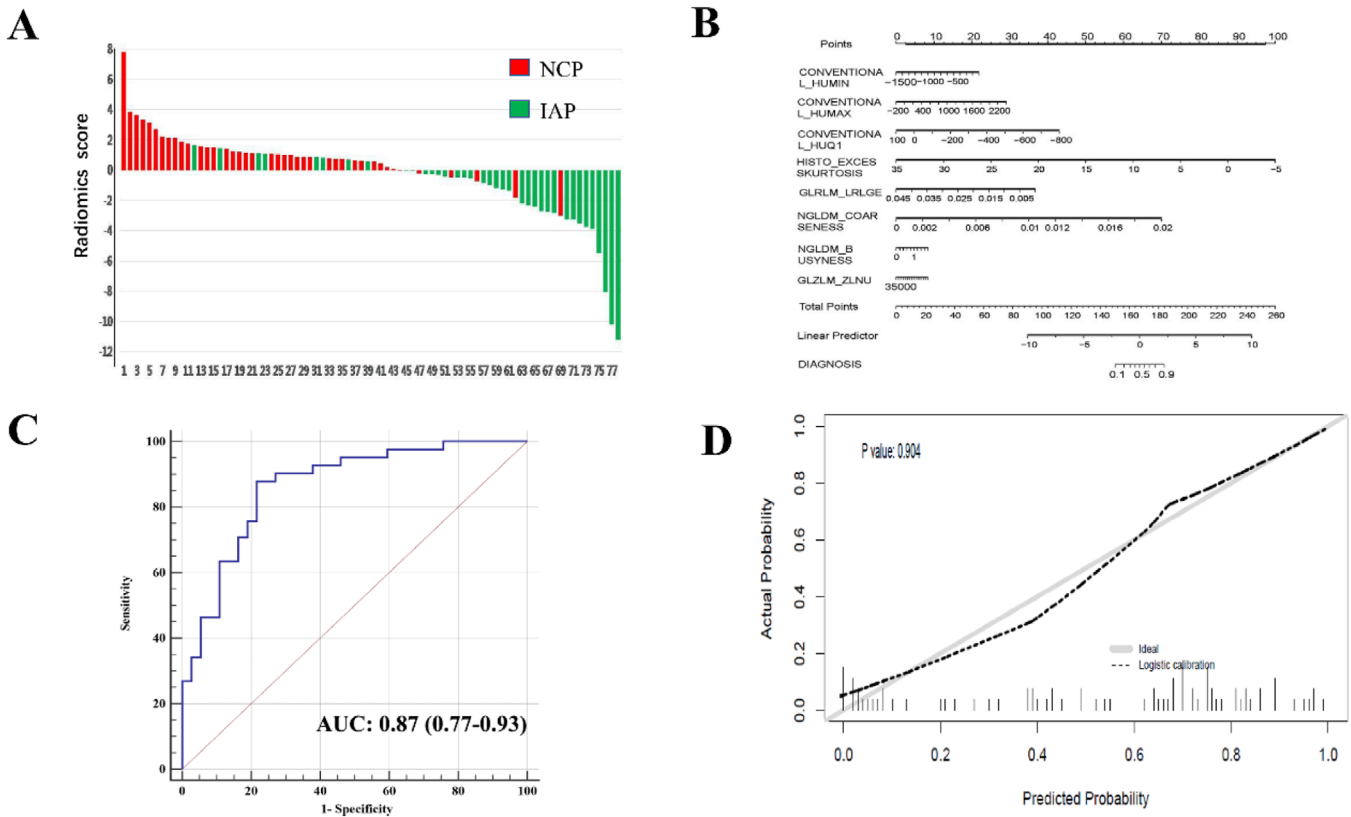 A
Radiomics score
8
6
4
2
0
-2
-4
-6
-8
-10
-12
NCP
IAP
1 3 5 7 9 11 13 15 17 19 21 23 25 27 29 31 33 35 37 39 41 43 45 47 49 51 53 55 57 59 61 63 65 67 69 71 73 75 77
B
Points
0 10 20 30 40 50 60 70 80 90 100
CONVENTIONA
L_HUMIN
-1500 -1000 -500
CONVENTIONA
L_HUMAX
-200 400 1000 1600 2200
CONVENTIONA
L_HUQ1
100 0 -200 -400 -600 -800
HISTO_EXCES
SKURTOSIS
35 30 25 20 15 10 5 0 -5
GLRLM_LRLGE
0.045 0.035 0.025 0.015 0.005
NGLDM_COAR
SENESS
0 0.002 0.006 0.01 0.012 0.016 0.02
NGLDM_B
USYNESS
0 1
GLZLM_ZLNU
35000
Total Points
0 20 40 60 80 100 120 140 160 180 200 220 240 260
Linear Predictor
-10 -5 0 5 10
DIAGNOSIS
0.1 0.5 0.9
C
Sensitivity
100
80
60
40
20
0
AUC: 0.87 (0.77-0.93)
0 20 40 60 80 100
1- Specificity
D
Actual Probability
1.0
0.8
0.6
0.4
0.2
0.0
P value: 0.904
Ideal
Logistic calibration
0.0 0.2 0.4 0.6 0.8 1.0
Predicted Probability